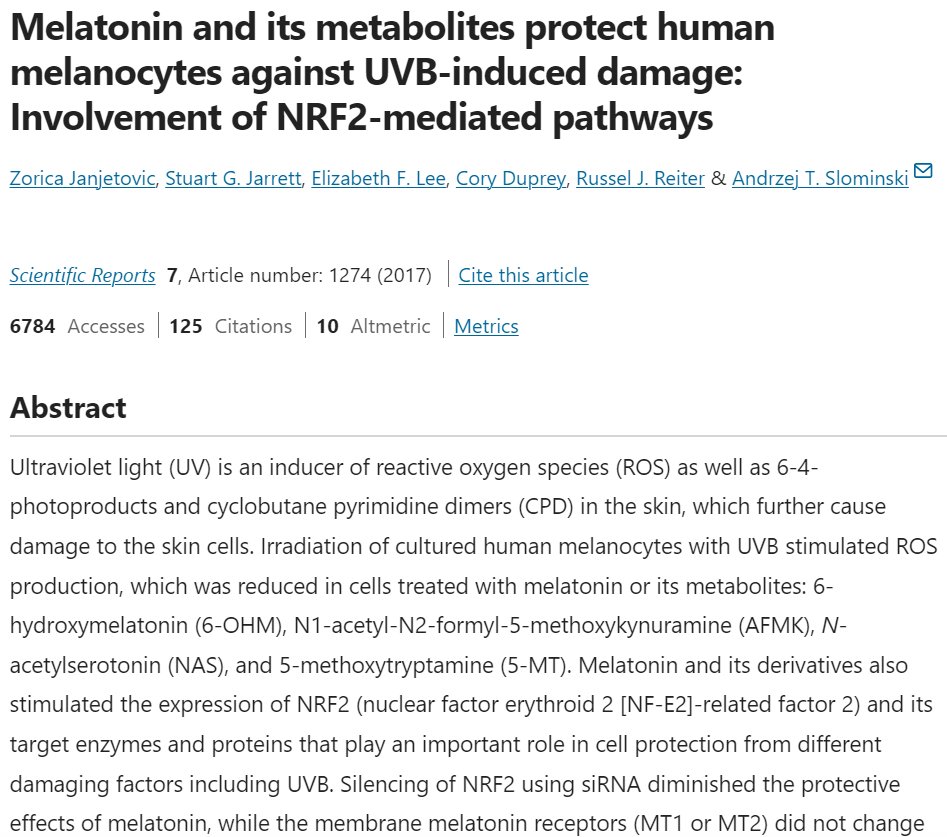 Melatonin and its metabolites protect human
melanocytes against UVB-induced damage:
Involvement of NRF2-mediated pathways
Zorica Janjetovic, Stuart G. Jarrett, Elizabeth F. Lee, Cory Duprey, Russel J. Reiter & Andrzej T. Slominski
Scientific Reports 7, Article number: 1274 (2017) | Cite this article
6784 Accesses | 125 Citations | 10 Altmetric | Metrics
Abstract
Ultraviolet light (UV) is an inducer of reactive oxygen species (ROS) as well as 6-4-
photoproducts and cyclobutane pyrimidine dimers (CPD) in the skin, which further cause
damage to the skin cells. Irradiation of cultured human melanocytes with UVB stimulated ROS
production, which was reduced in cells treated with melatonin or its metabolites: 6-
hydroxymelatonin (6-OHM), N1-acetyl-N2-formyl-5-methoxykynuramine (AFMK), N-
acetylserotonin (NAS), and 5-methoxytryptamine (5-MT). Melatonin and its derivatives also
stimulated the expression of NRF2 (nuclear factor erythroid 2 [NF-E2]-related factor 2) and its
target enzymes and proteins that play an important role in cell protection from different
damaging factors including UVB. Silencing of NRF2 using siRNA diminished the protective
effects of melatonin, while the membrane melatonin receptors (MT1 or MT2) did not change